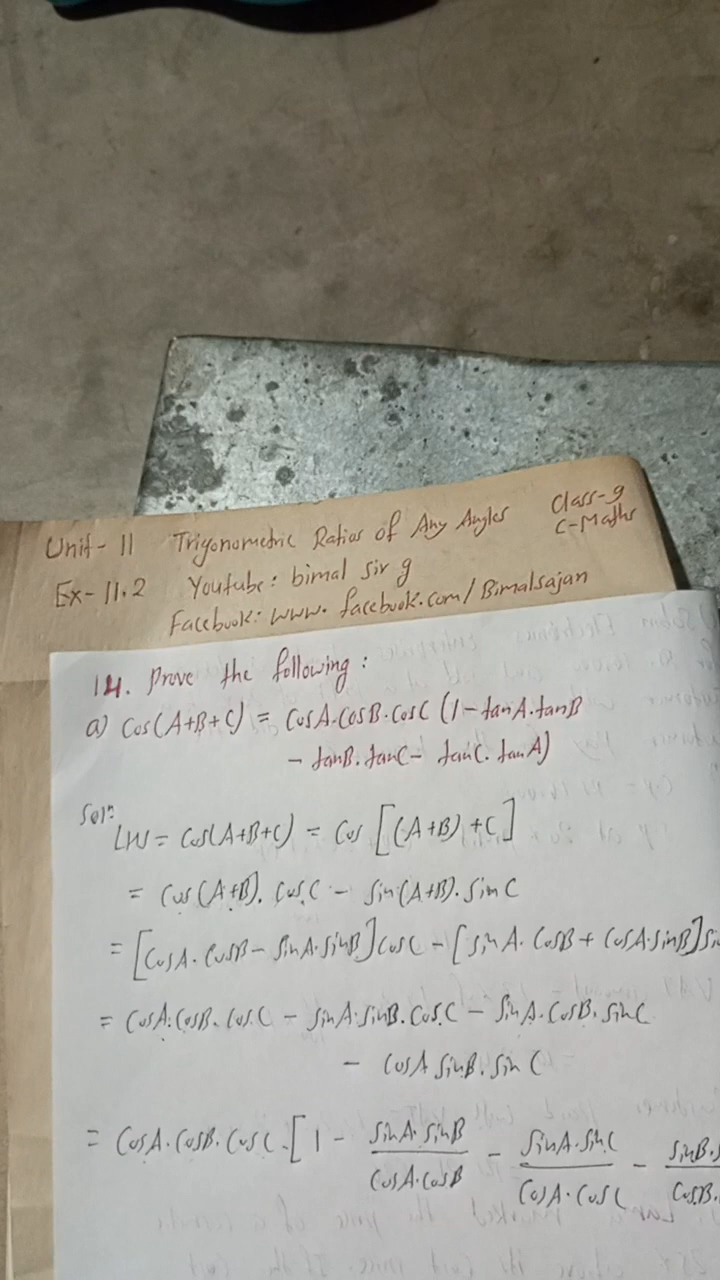 Unit- 11 Trigonometric Ratios of Any Angles Class-9
C-Maths
Ex- 11.2 Youtube: bimal sir g
Facebook: www.facebook.com/Bimalsajan
14. Prove the following:
a) Cos(A+B+C) = CosA.CosB.CosC (1-tanA.tanB
- tanB.tanC- tanC.tanA)
Solⁿ
LHS = Cos(A+B+C) = Cos [(A+B)+C]
= Cos(A+B). CosC - Sin(A+B).SinC
= [CosA.CosB- SinA.SinB]CosC - [SinA.CosB + CosA.SinB]Si
= CosA.CosB.CosC - SinA.SinB.CosC - SinA.CosB.SinC
- CosA SinB.SinC
= CosA.CosB.CosC.[1 - SinA.SinB/CosA.CosB - SinA.SinC/CosA.CosC - SinB.S/CosB.